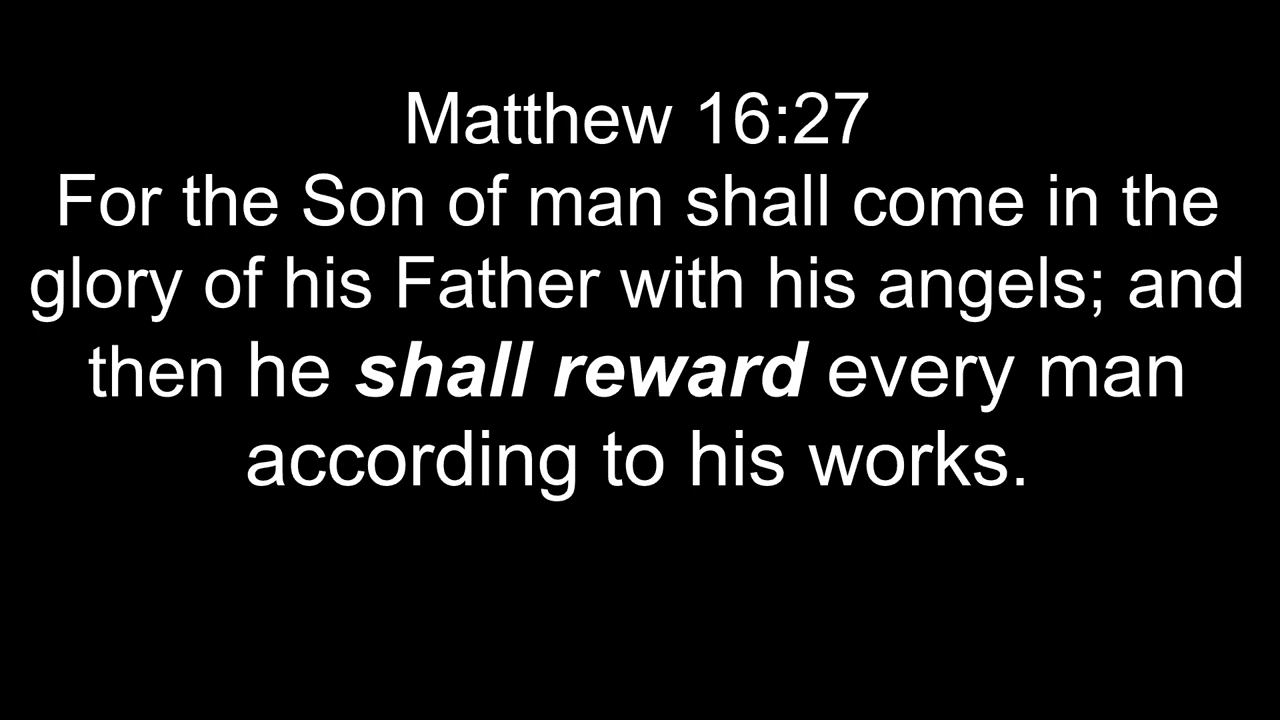 Matthew 16:27
For the Son of man shall come in the
glory of his Father with his angels; and
then he shall reward every man
according to his works.